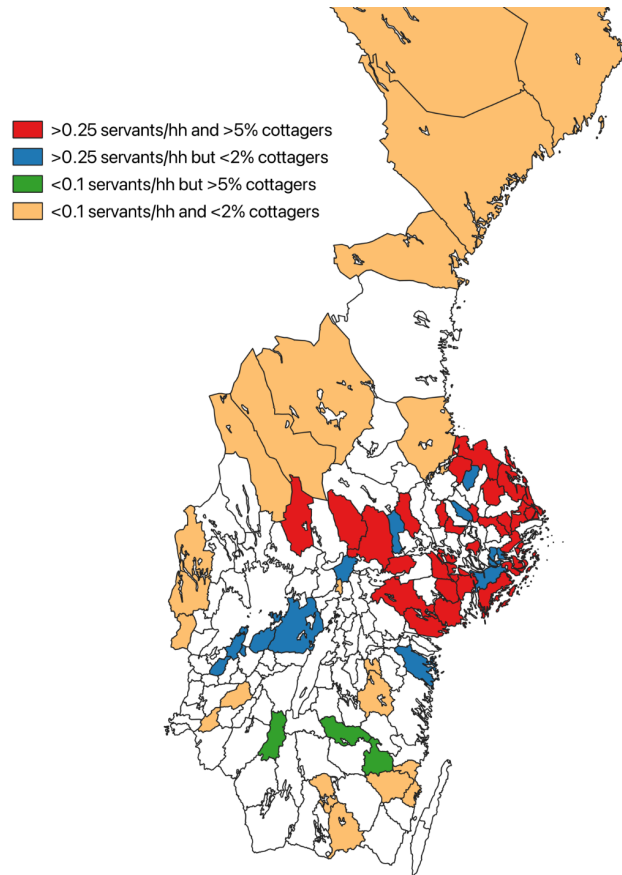 >0.25 servants/hh and >5% cottagers
>0.25 servants/hh but <2% cottagers
<0.1 servants/hh but >5% cottagers
<0.1 servants/hh and <2% cottagers